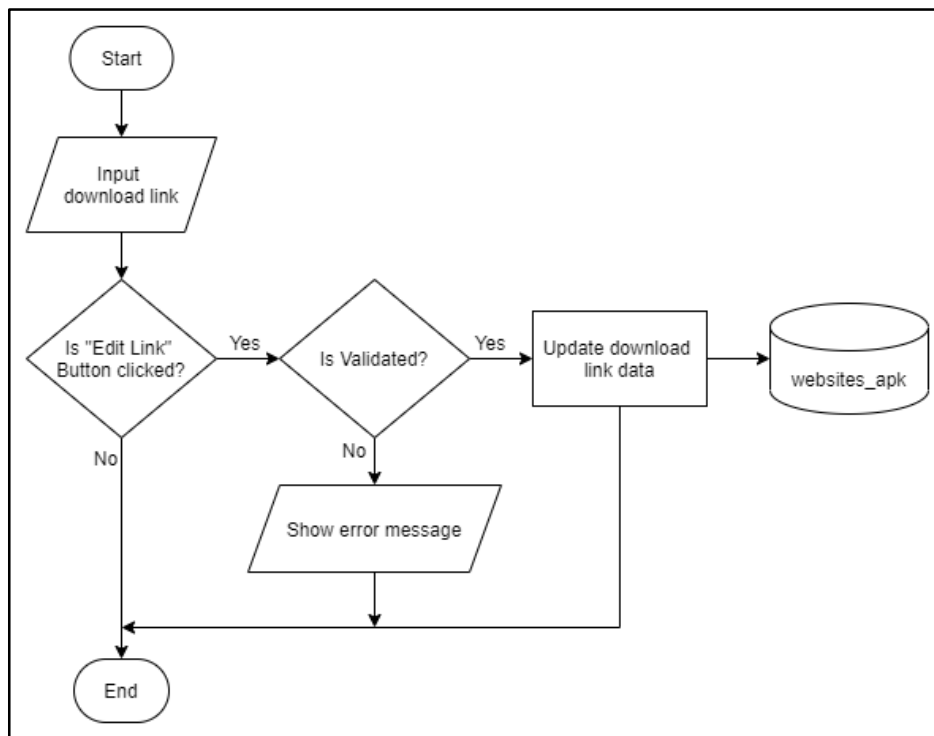 Start
Input
download link
Is "Edit Link"
Button clicked?
Yes
Is Validated?
Yes
Update download
link data
websites_apk
No
No
Show error message
End